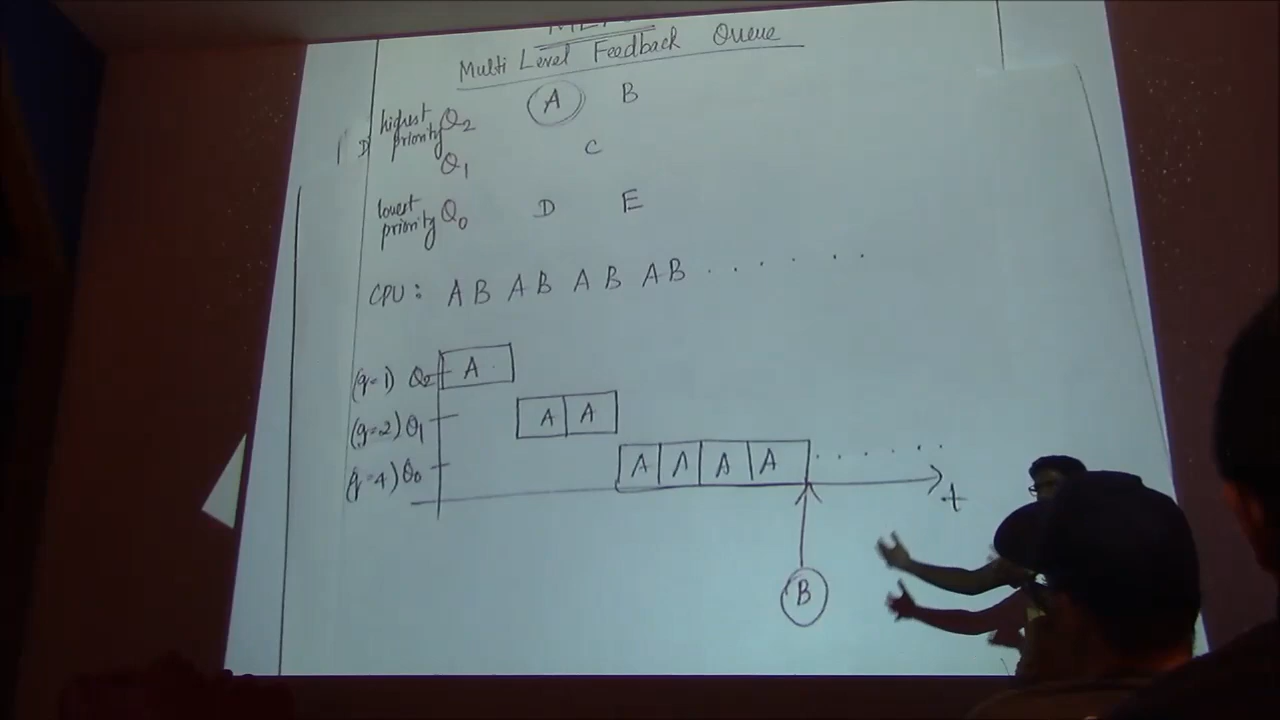 Multi Level Feedback Queue
highest priority Q2 A B
Q1 C
lowest priority Q0 D E
CPU : A B A B A B A B . . . . . .
(q=1) Q2 A
(q=2) Q1 A A
(q=4) Q0 A A A A . . . . . .
t
B